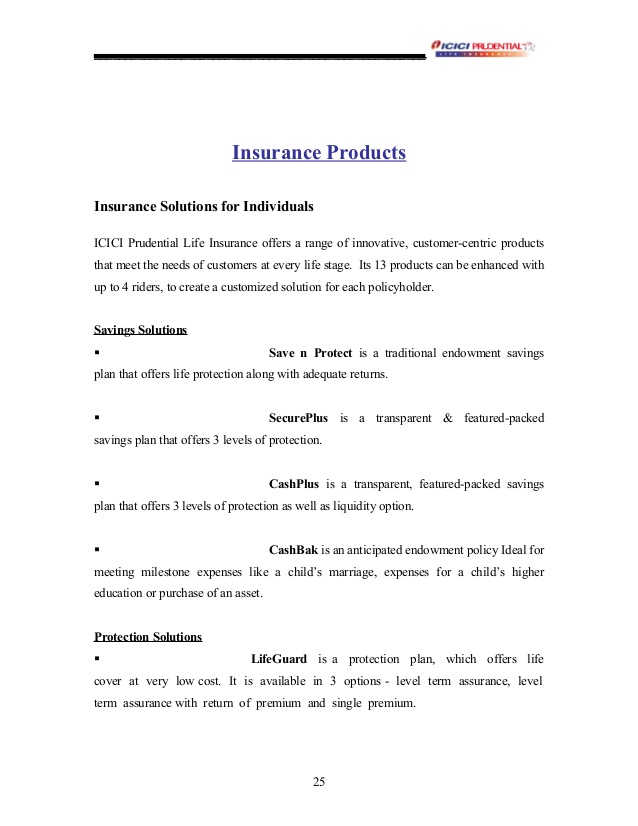 ICICI PRUDENTIAL
LIFE INSURANCE
Insurance Products
Insurance Solutions for Individuals
ICICI Prudential Life Insurance offers a range of innovative, customer-centric products
that meet the needs of customers at every life stage. Its 13 products can be enhanced with
up to 4 riders, to create a customized solution for each policyholder.
Savings Solutions
▪ Save n Protect is a traditional endowment savings
plan that offers life protection along with adequate returns.
▪ SecurePlus is a transparent & featured-packed
savings plan that offers 3 levels of protection.
▪ CashPlus is a transparent, featured-packed savings
plan that offers 3 levels of protection as well as liquidity option.
▪ CashBak is an anticipated endowment policy Ideal for
meeting milestone expenses like a child’s marriage, expenses for a child’s higher
education or purchase of an asset.
Protection Solutions
▪ LifeGuard is a protection plan, which offers life
cover at very low cost. It is available in 3 options - level term assurance, level
term assurance with return of premium and single premium.
25